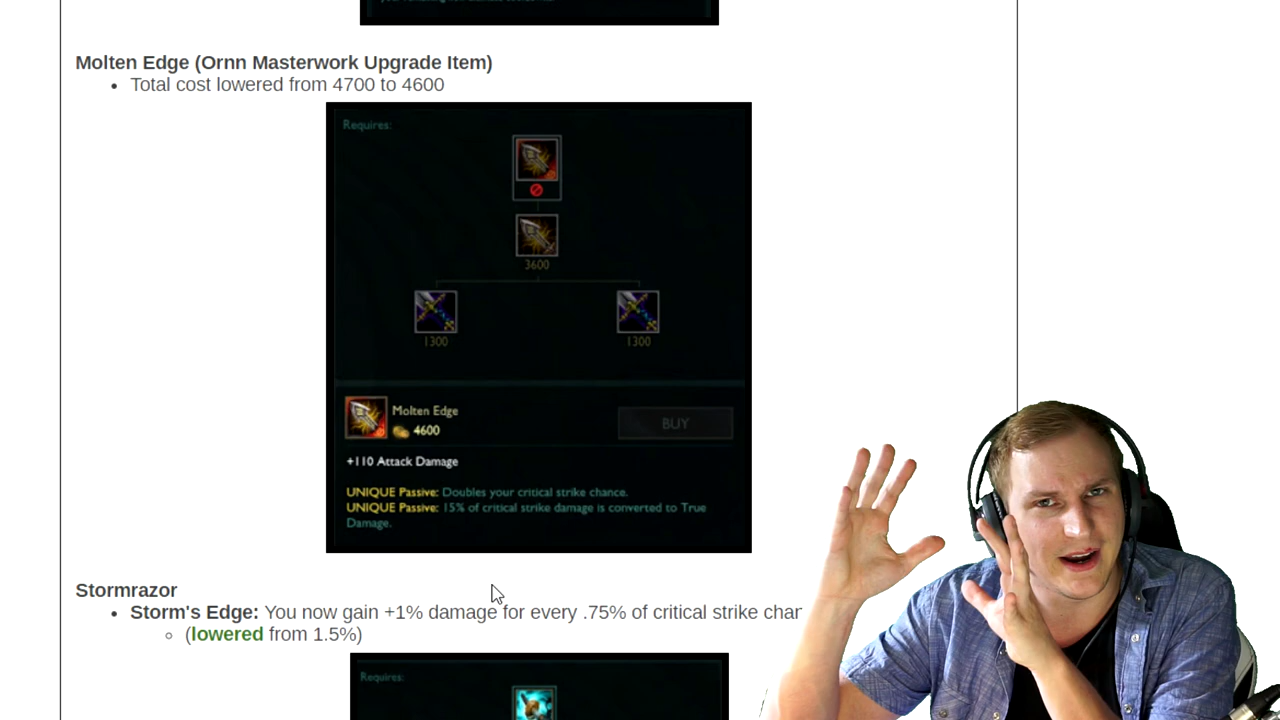 Molten Edge (Ornn Masterwork Upgrade Item)
• Total cost lowered from 4700 to 4600
Requires:
3600
1300
1300
Molten Edge
4600
BUY
+110 Attack Damage
UNIQUE Passive: Doubles your critical strike chance.
UNIQUE Passive: 15% of critical strike damage is converted to True
Damage.
Stormrazor
• Storm's Edge: You now gain +1% damage for every .75% of critical strike chan
(lowered from 1.5%)
Requires: